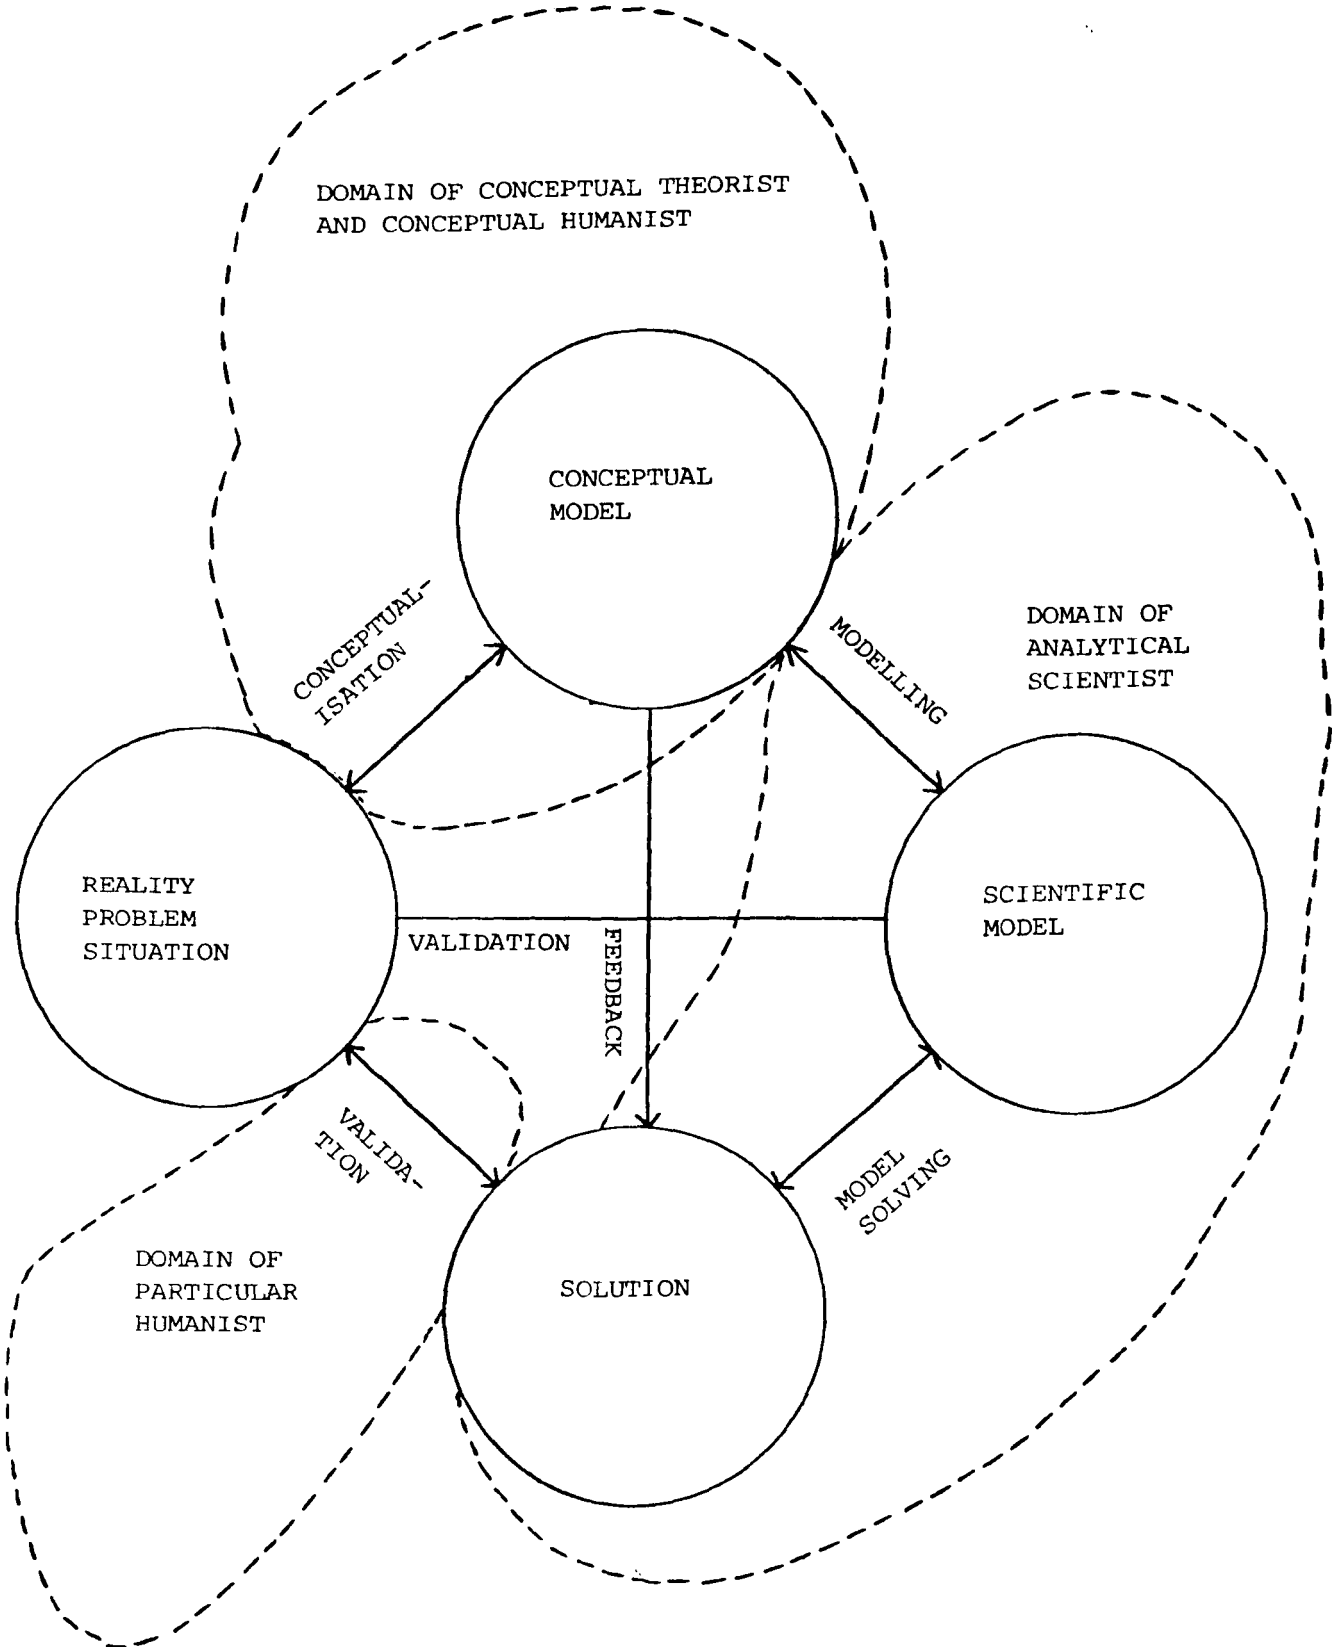 DOMAIN OF CONCEPTUAL THEORIST
AND CONCEPTUAL HUMANIST
CONCEPTUAL
MODEL
CONCEPTUAL-
ISATION
MODELLING
DOMAIN OF
ANALYTICAL
SCIENTIST
REALITY
PROBLEM
SITUATION
SCIENTIFIC
MODEL
VALIDATION
FEEDBACK
VALIDA-
TION
MODEL
SOLVING
DOMAIN OF
PARTICULAR
HUMANIST
SOLUTION